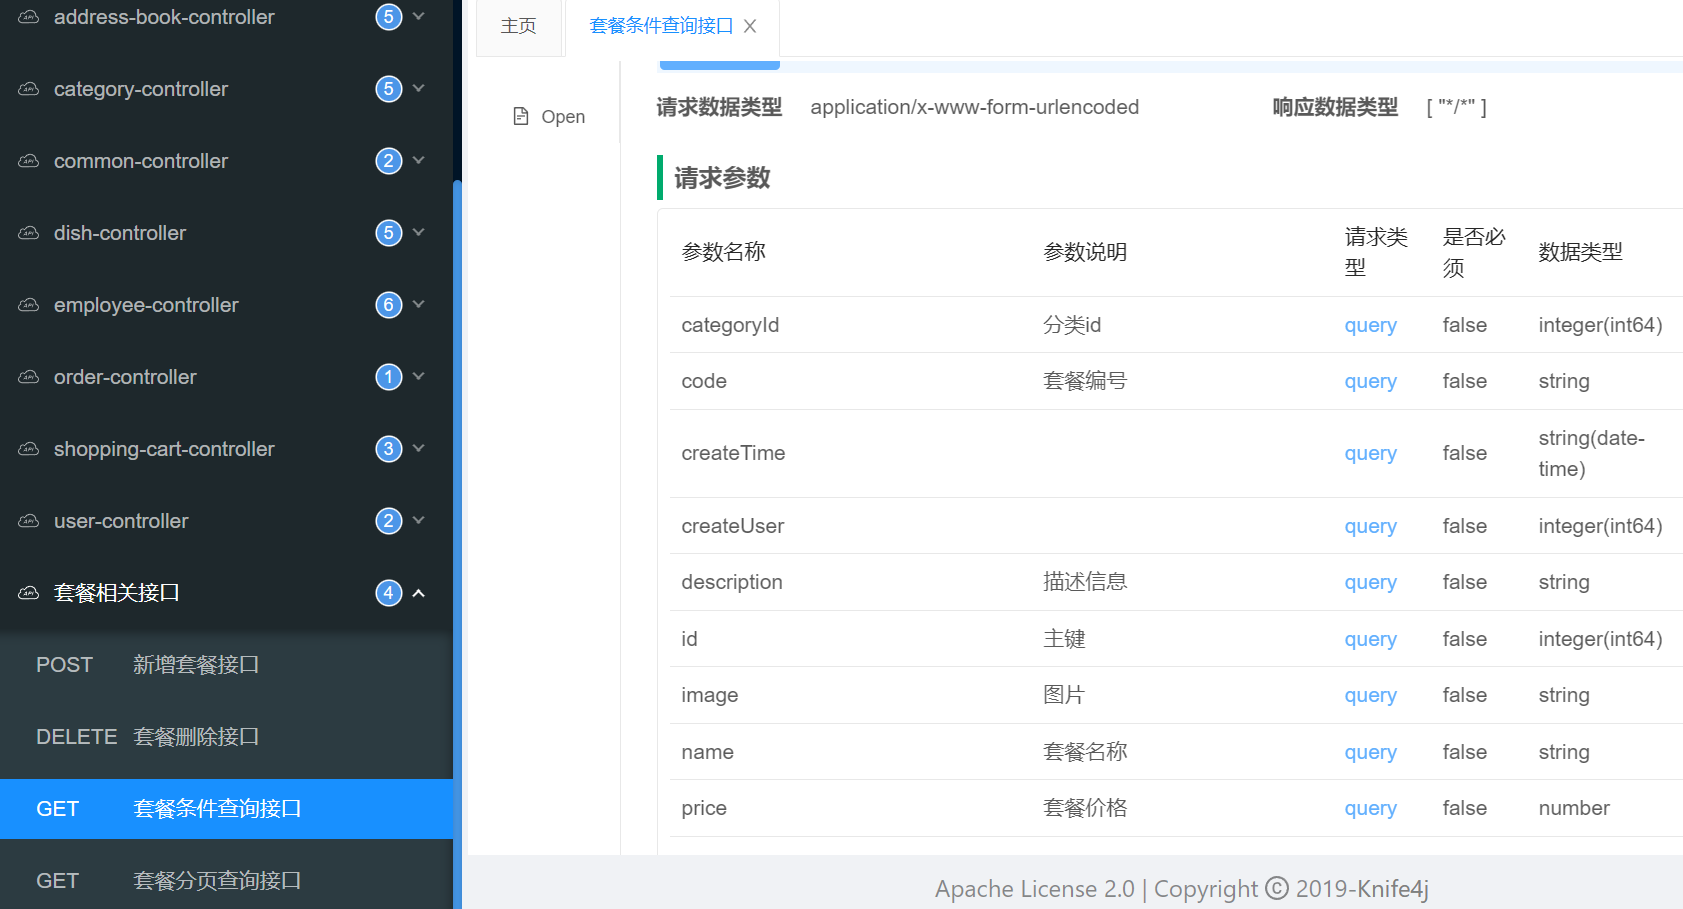 address-book-controller 5
category-controller 5
common-controller 2
dish-controller 5
employee-controller 6
order-controller 1
shopping-cart-controller 3
user-controller 2
套餐相关接口 4
POST 新增套餐接口
DELETE 套餐删除接口
GET 套餐条件查询接口
GET 套餐分页查询接口
主页 套餐条件查询接口
Open
请求数据类型 application/x-www-form-urlencoded 响应数据类型 [ "*/*" ]
请求参数
参数名称 参数说明 请求类型 是否必须 数据类型
categoryId 分类id query false integer(int64)
code 套餐编号 query false string
createTime query false string(date-time)
createUser query false integer(int64)
description 描述信息 query false string
id 主键 query false integer(int64)
image 图片 query false string
name 套餐名称 query false string
price 套餐价格 query false number
Apache License 2.0 | Copyright © 2019-Knife4j